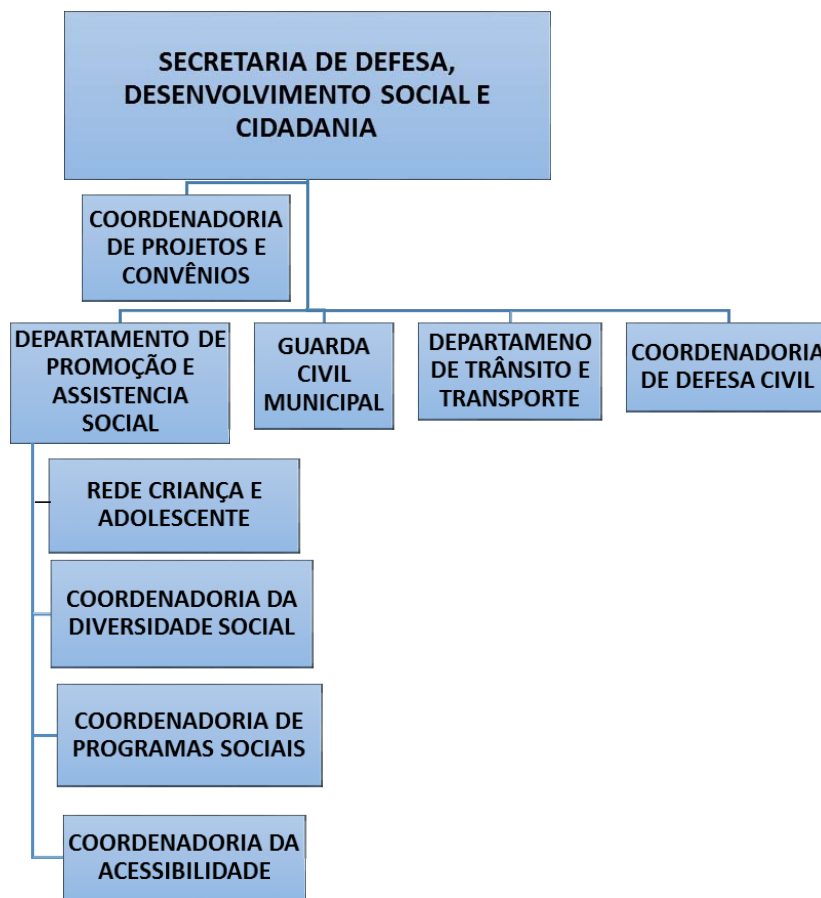 SECRETARIA DE DEFESA,
DESENVOLVIMENTO SOCIAL E
CIDADANIA
COORDENADORIA
DE PROJETOS E
CONVÊNIOS
DEPARTAMENTO DE
PROMOÇÃO E
ASSISTENCIA
SOCIAL
GUARDA
CIVIL
MUNICIPAL
DEPARTAMENO
DE TRÂNSITO E
TRANSPORTE
COORDENADORIA
DE DEFESA CIVIL
REDE CRIANÇA E
ADOLESCENTE
COORDENADORIA DA
DIVERSIDADE SOCIAL
COORDENADORIA DE
PROGRAMAS SOCIAIS
COORDENADORIA DA
ACESSIBILIDADE